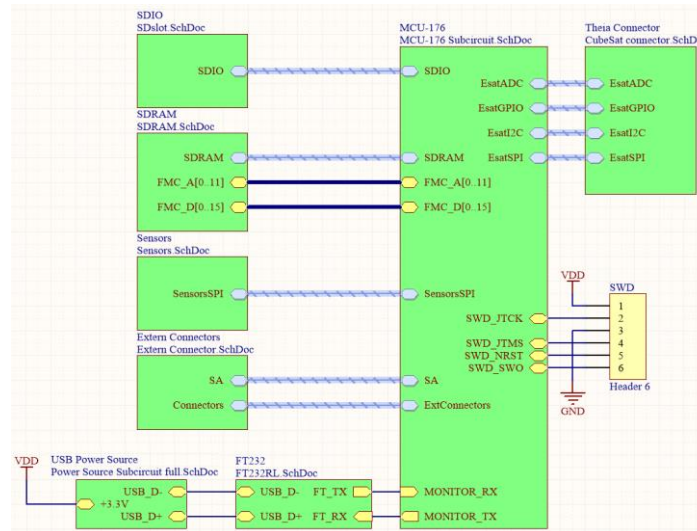 SDIO
SDslot.SchDoc
SDIO
SDRAM
SDRAM.SchDoc
SDRAM
FMC_A[0..11]
FMC_D[0..15]
Sensors
Sensors.SchDoc
SensorsSPI
Extern Connectors
Extern Connector.SchDoc
SA
Connectors
MCU-176
MCU-176 Subcircuit.SchDoc
SDIO
EsatADC
EsatGPIO
EsatI2C
EsatSPI
SDRAM
FMC_A[0..11]
FMC_D[0..15]
SensorsSPI
SWD_JTCK
SWD_JTMS
SWD_NRST
SWD_SWO
SA
ExtConnectors
MONITOR_RX
MONITOR_TX
Theia Connector
CubeSat connector.SchD
EsatADC
EsatGPIO
EsatI2C
EsatSPI
VDD
SWD
1
2
3
4
5
6
Header 6
GND
VDD
USB Power Source
Power Source Subcircuit full.SchDoc
USB_D-
+3.3V
USB_D+
FT232
FT232RL.SchDoc
USB_D- FT_TX
USB_D+ FT_RX